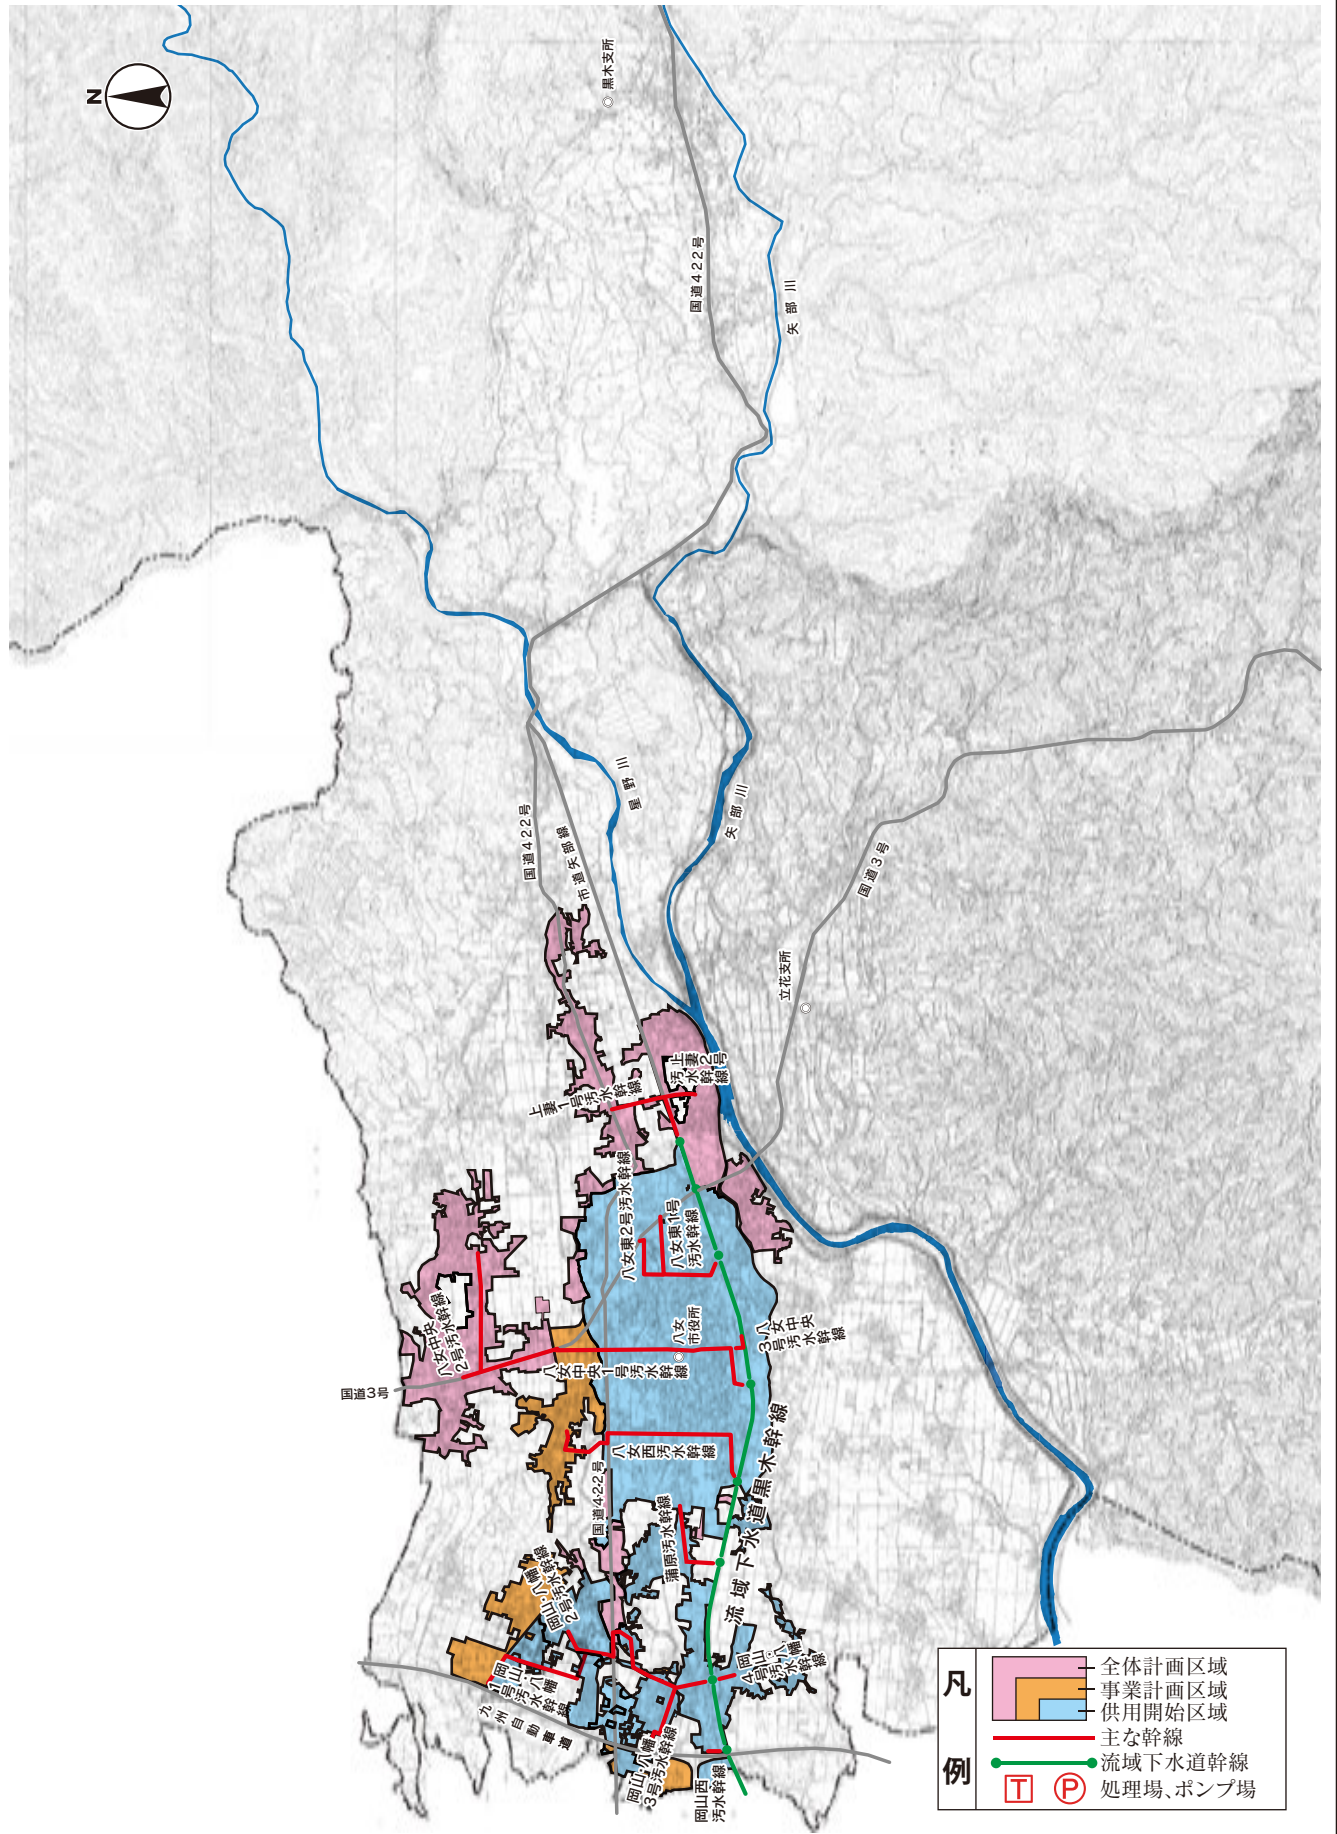 N
黒木支所
国道422号
矢部川
星野川
国道422号
市道矢部線
矢部川
国道3号
立花支所
上妻1号汚水幹線
上妻2号
汚水幹線
八女東2号汚水幹線
八女東1号
汚水幹線
八女中央
2号汚水幹線
国道3号
八女中央1号汚水幹線
八女
市役所
八女中央
3号汚水幹線
八女西汚水幹線
国道422号
流域下水道黒木幹線
蒲原汚水幹線
岡山・八幡
2号汚水幹線
岡山・八幡
1号汚水幹線
岡山・八幡
4号汚水幹線
九州自動車道
岡山・八幡
3号汚水幹線
岡山西
汚水幹線
凡例
全体計画区域
事業計画区域
供用開始区域
主な幹線
流域下水道幹線
T P 処理場、ポンプ場